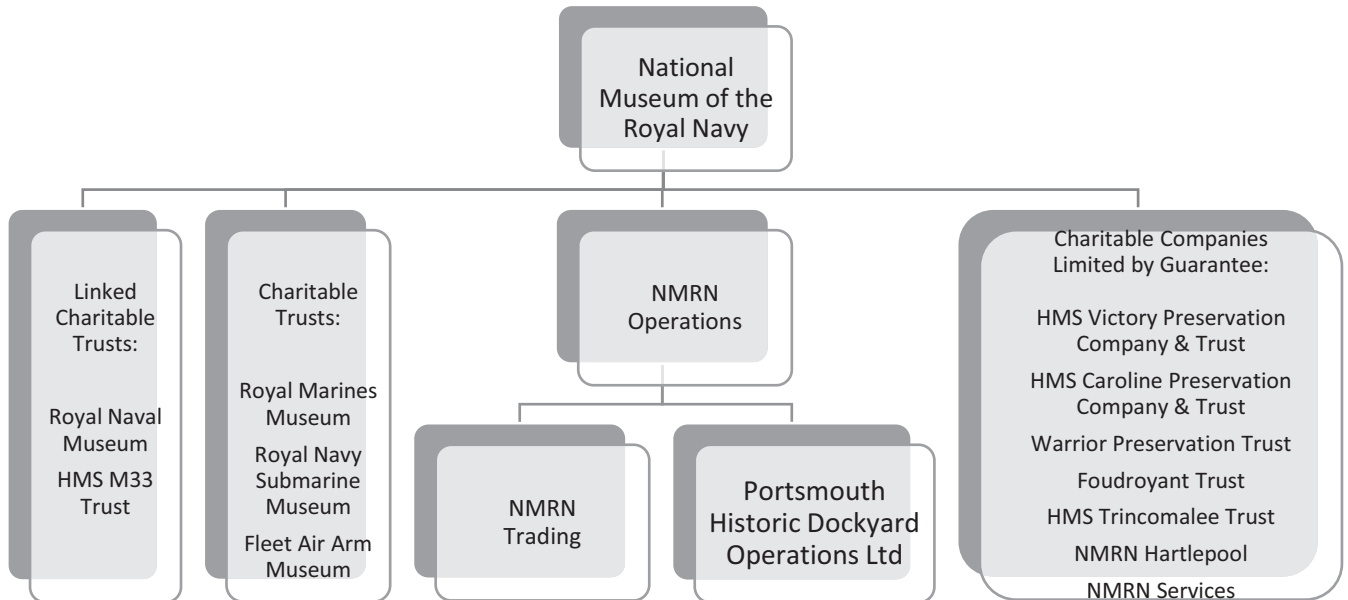 National
Museum of the
Royal Navy
Linked
Charitable
Trusts:
Royal Naval
Museum
HMS M33
Trust
Charitable
Trusts:
Royal Marines
Museum
Royal Navy
Submarine
Museum
Fleet Air Arm
Museum
NMRN
Operations
NMRN
Trading
Portsmouth
Historic Dockyard
Operations Ltd
Charitable Companies
Limited by Guarantee:
HMS Victory Preservation
Company & Trust
HMS Caroline Preservation
Company & Trust
Warrior Preservation Trust
Foudroyant Trust
HMS Trincomalee Trust
NMRN Hartlepool
NMRN Services